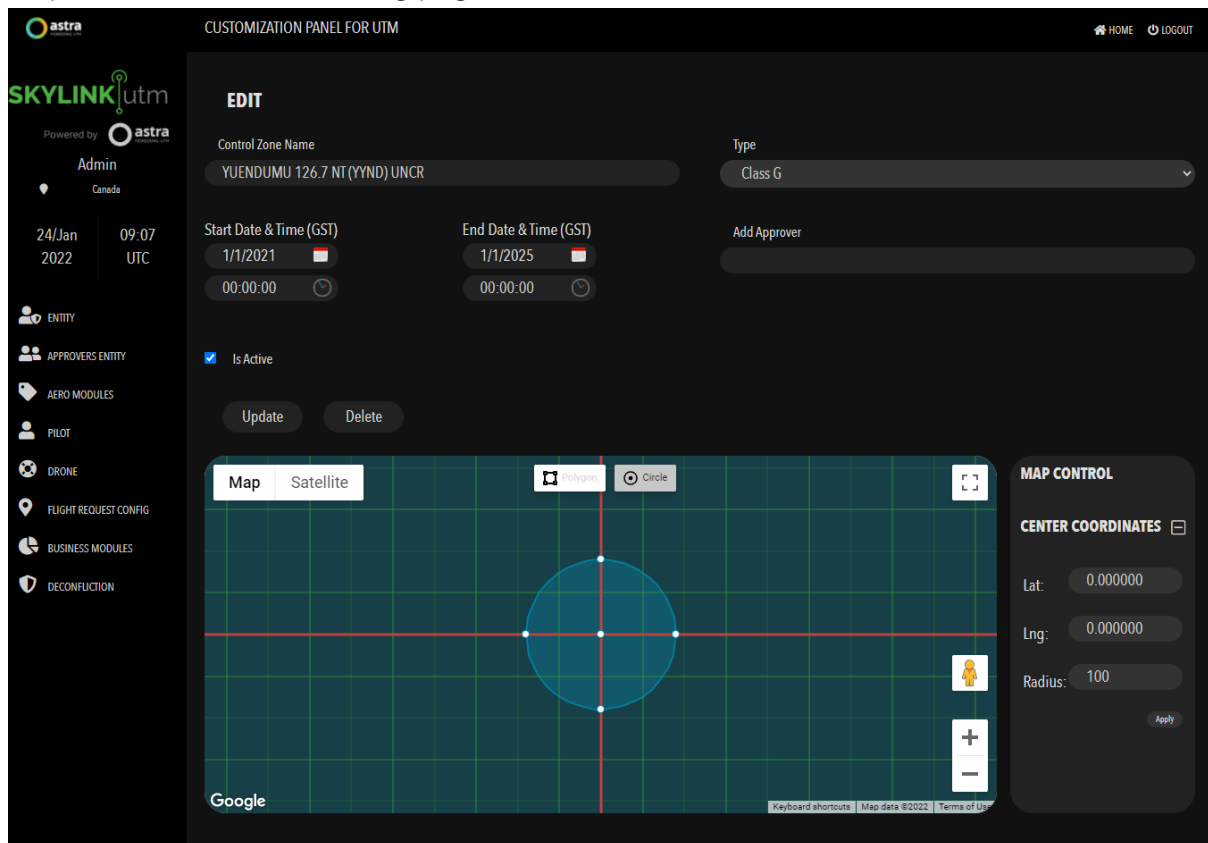 astra
CUSTOMIZATION PANEL FOR UTM
HOME
LOGOUT
SKYLINK utm
Powered by astra
Admin
Canada
24/Jan 2022
09:07 UTC
ENTITY
APPROVERS ENTITY
AERO MODULES
PILOT
DRONE
FLIGHT REQUEST CONFIG
BUSINESS MODULES
DECONFLICTION
EDIT
Control Zone Name
YUENDUMU 126.7 NT (YYND) UNCR
Type
Class G
Start Date & Time (GST)
1/1/2021
00:00:00
End Date & Time (GST)
1/1/2025
00:00:00
Add Approver
Is Active
Update
Delete
Map
Satellite
Polygon
Circle
Google
Keyboard shortcuts
Map data ©2022
Terms of Use
MAP CONTROL
CENTER COORDINATES
Lat: 0.000000
Lng: 0.000000
Radius: 100
Apply